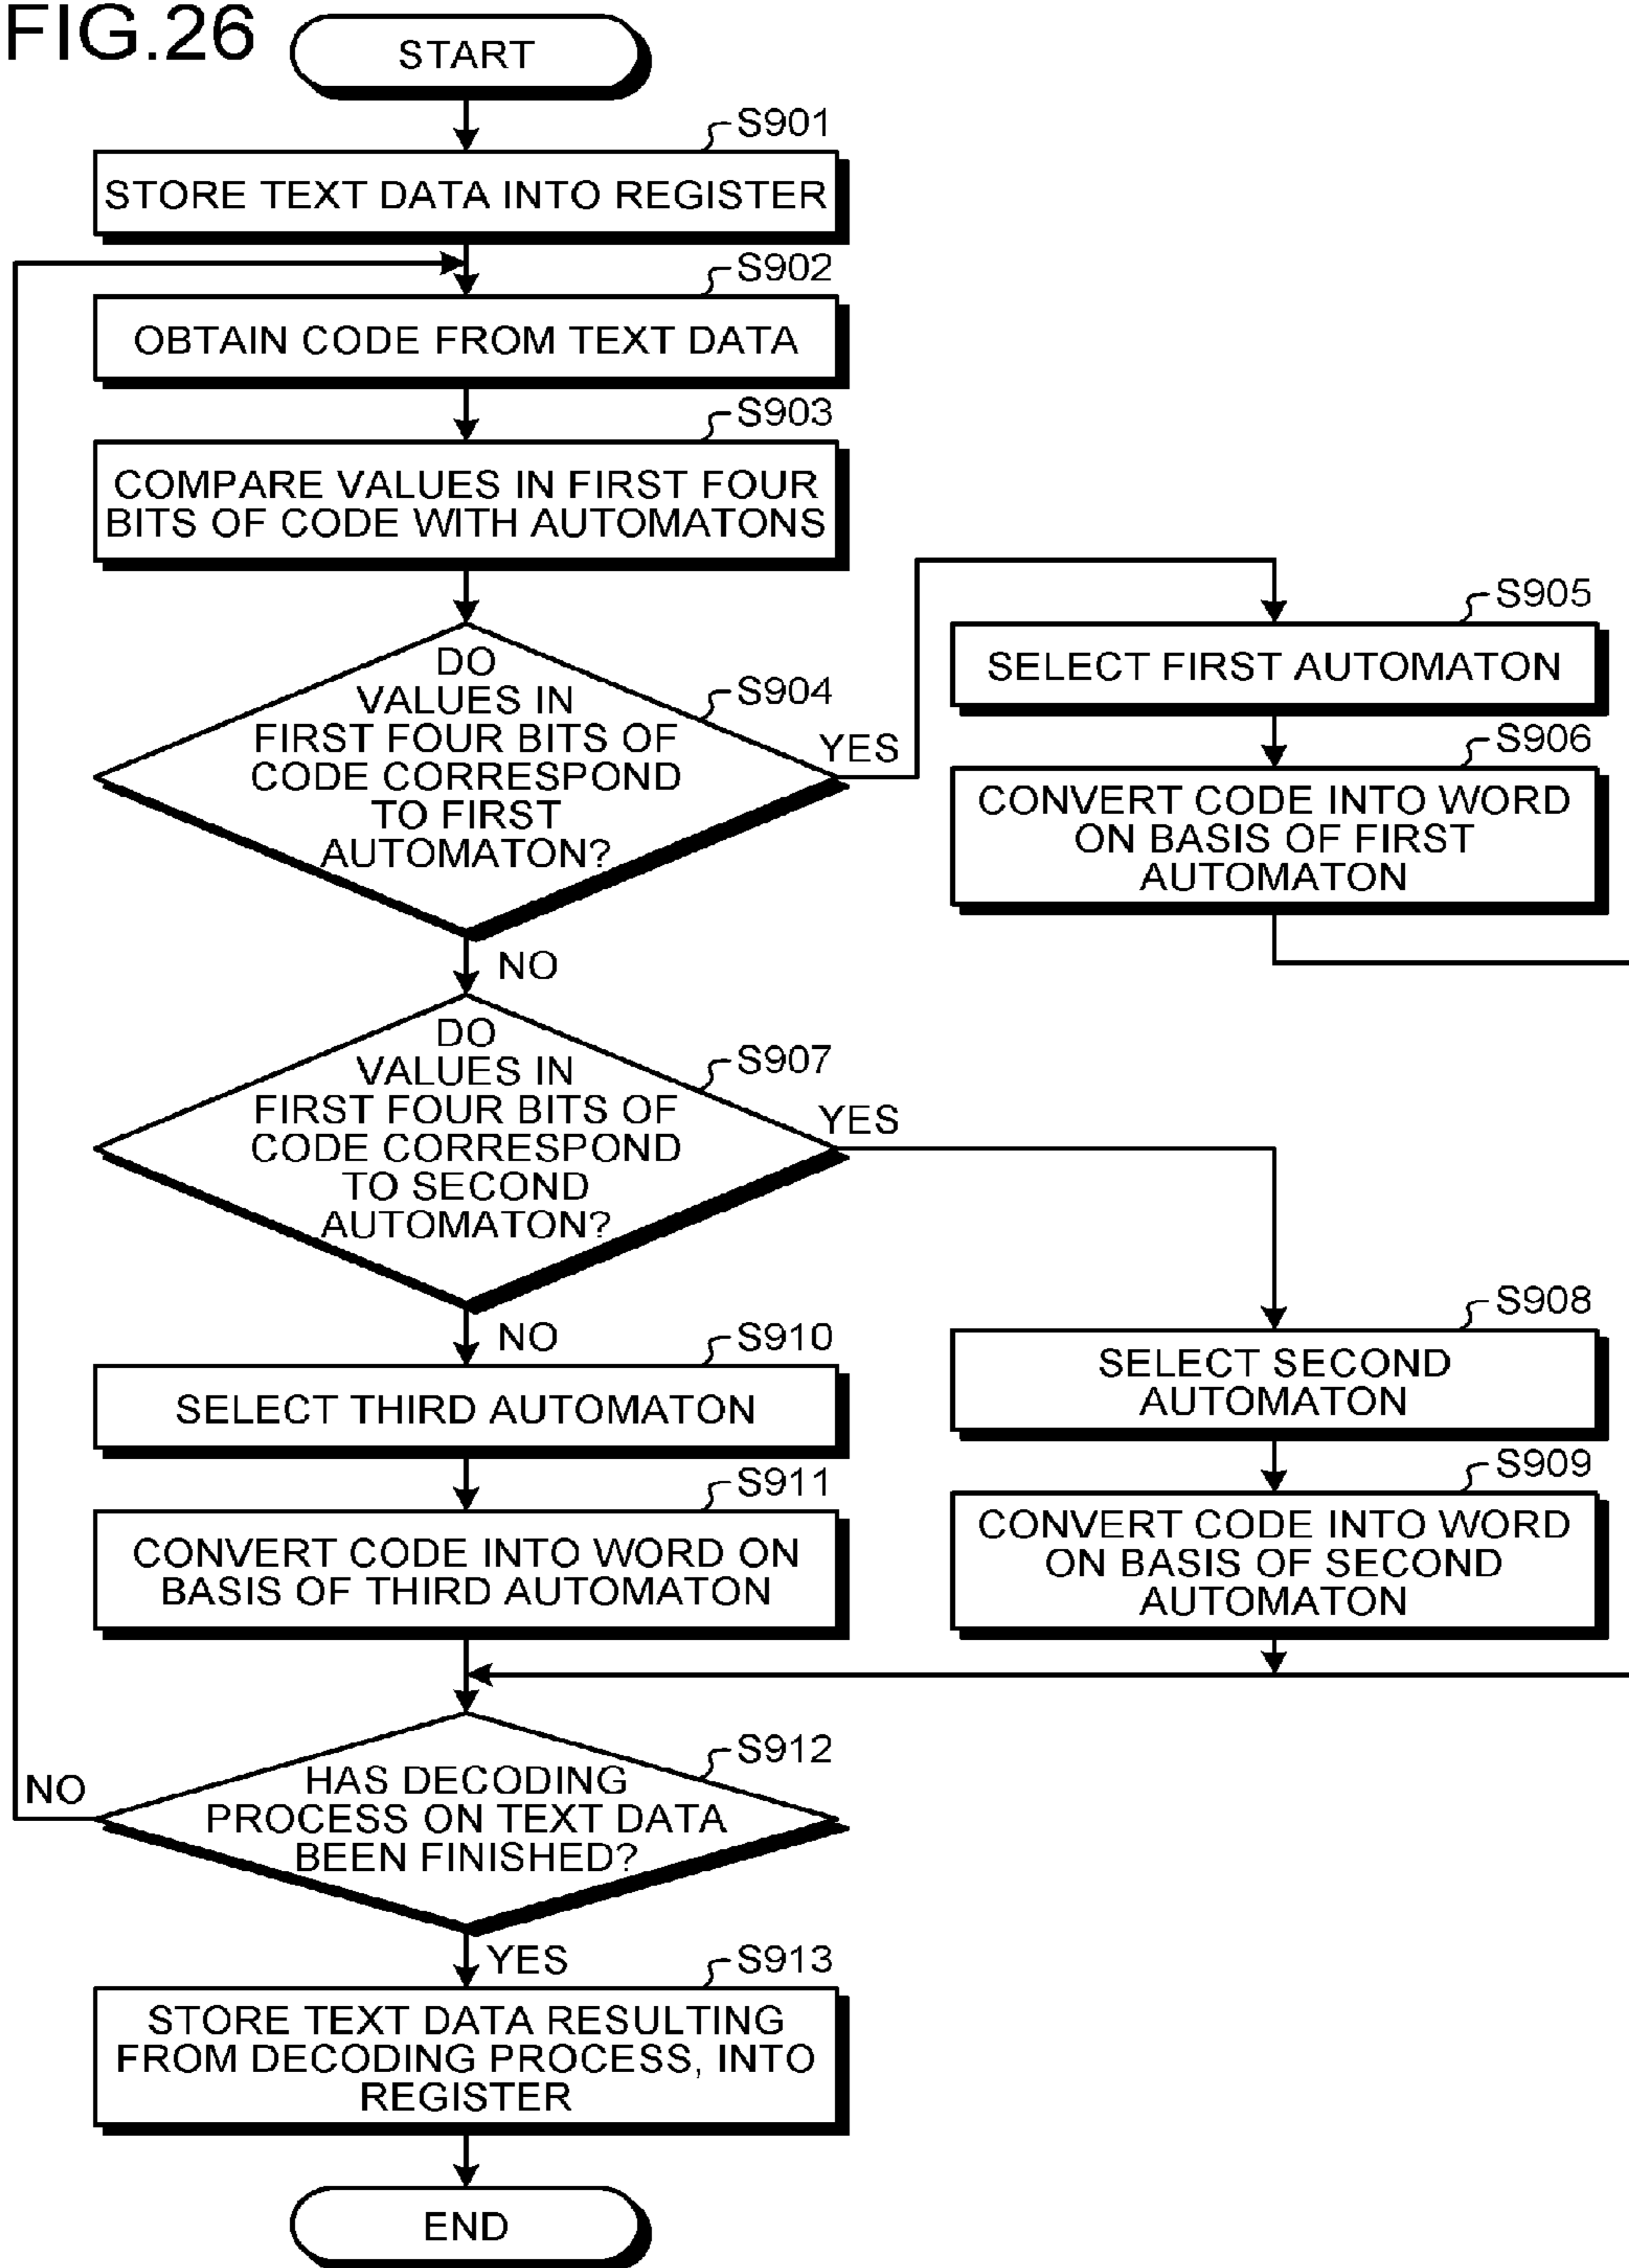 FIG.26
START
S901
STORE TEXT DATA INTO REGISTER
S902
OBTAIN CODE FROM TEXT DATA
S903
COMPARE VALUES IN FIRST FOUR
BITS OF CODE WITH AUTOMATONS
S904
DO
VALUES IN
FIRST FOUR BITS OF
CODE CORRESPOND
TO FIRST
AUTOMATON?
YES
S905
SELECT FIRST AUTOMATON
S906
CONVERT CODE INTO WORD
ON BASIS OF FIRST
AUTOMATON
NO
S907
DO
VALUES IN
FIRST FOUR BITS OF
CODE CORRESPOND
TO SECOND
AUTOMATON?
YES
S908
SELECT SECOND
AUTOMATON
S909
CONVERT CODE INTO WORD
ON BASIS OF SECOND
AUTOMATON
NO
S910
SELECT THIRD AUTOMATON
S911
CONVERT CODE INTO WORD ON
BASIS OF THIRD AUTOMATON
S912
HAS DECODING
PROCESS ON TEXT DATA
BEEN FINISHED?
NO
YES
S913
STORE TEXT DATA RESULTING
FROM DECODING PROCESS, INTO
REGISTER
END